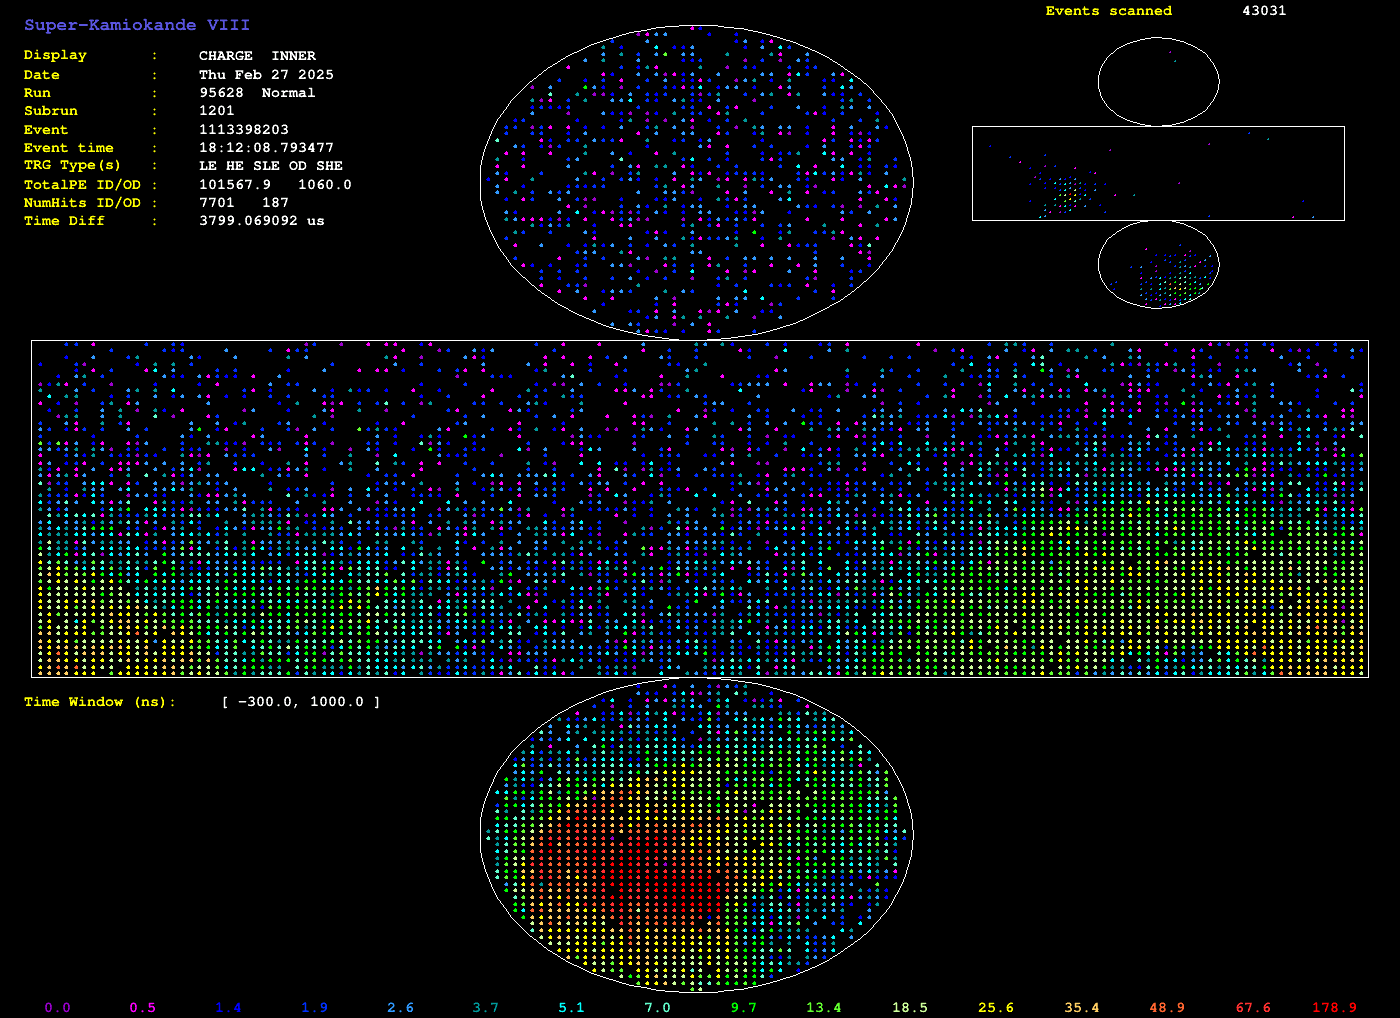 Super-Kamiokande VIII
Events scanned 43031
Display : CHARGE INNER
Date : Thu Feb 27 2025
Run : 95628 Normal
Subrun : 1201
Event : 1113398203
Event time : 18:12:08.793477
TRG Type(s) : LE HE SLE OD SHE
TotalPE ID/OD : 101567.9 1060.0
NumHits ID/OD : 7701 187
Time Diff : 3799.069092 us
Time Window (ns): [ -300.0, 1000.0 ]
0.0 0.5 1.4 1.9 2.6 3.7 5.1 7.0 9.7 13.4 18.5 25.6 35.4 48.9 67.6 178.9